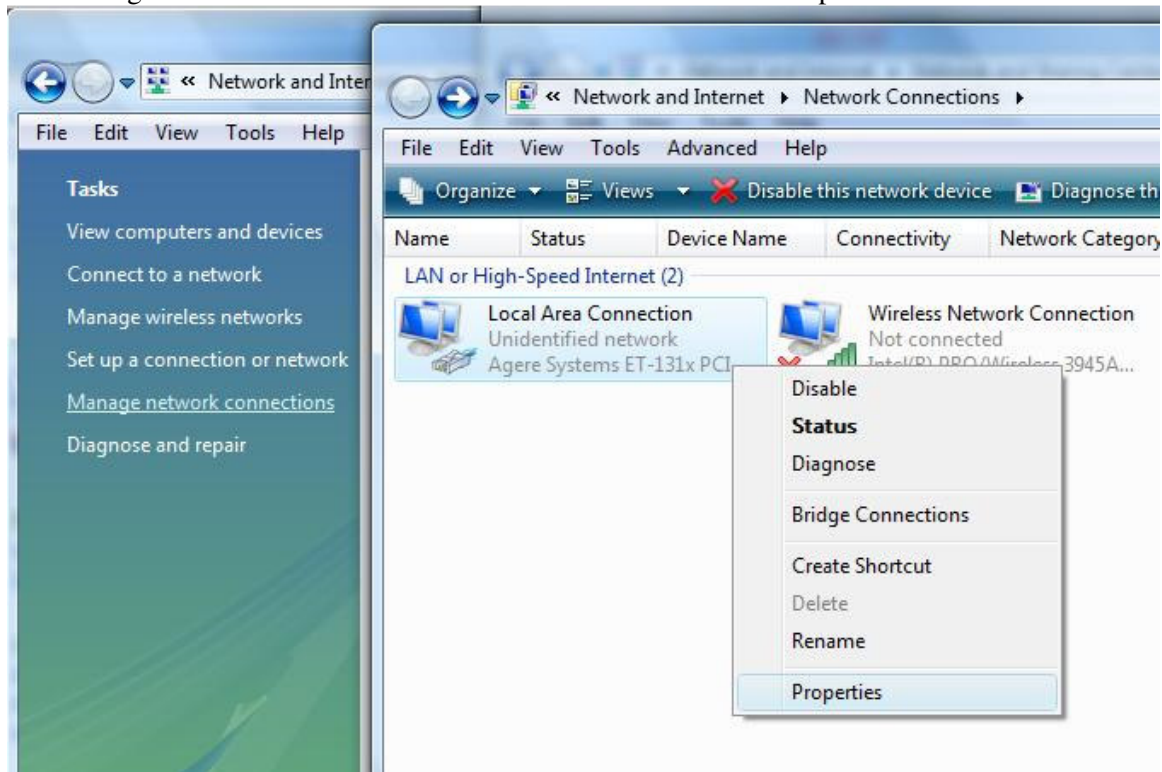 « Network and Inter
File Edit View Tools Help
Tasks
View computers and devices
Connect to a network
Manage wireless networks
Set up a connection or network
Manage network connections
Diagnose and repair
« Network and Internet ▸ Network Connections ▸
File Edit View Tools Advanced Help
Organize Views Disable this network device Diagnose th
Name Status Device Name Connectivity Network Category
LAN or High-Speed Internet (2)
Local Area Connection
Unidentified network
Agere Systems ET-131x PCI
Wireless Network Connection
Not connected
Intel(R) PRO/Wireless 3945A...
Disable
Status
Diagnose
Bridge Connections
Create Shortcut
Delete
Rename
Properties